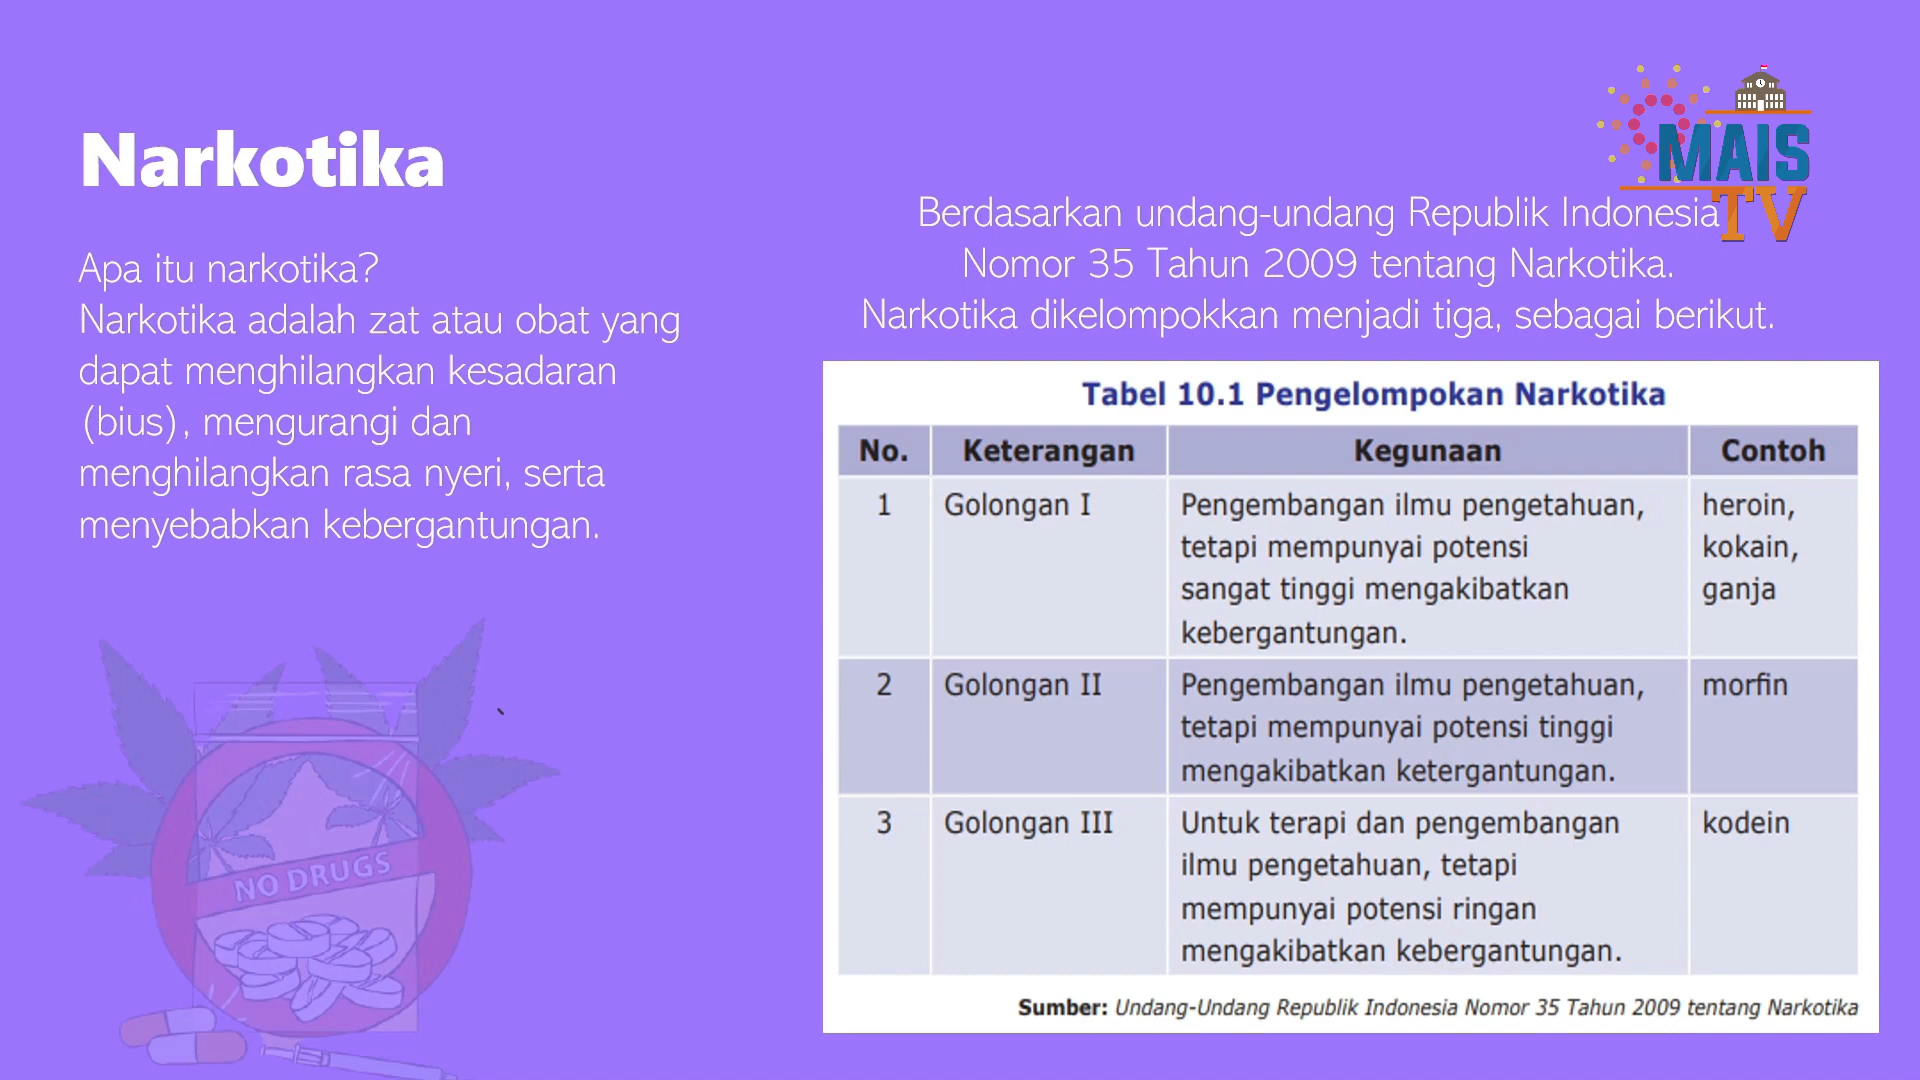 Narkotika
Apa itu narkotika?
Narkotika adalah zat atau obat yang
dapat menghilangkan kesadaran
(bius), mengurangi dan
menghilangkan rasa nyeri, serta
menyebabkan kebergantungan.
NO DRUGS
MAIS
TV
Berdasarkan undang-undang Republik Indonesia
Nomor 35 Tahun 2009 tentang Narkotika.
Narkotika dikelompokkan menjadi tiga, sebagai berikut.
Tabel 10.1 Pengelompokan Narkotika
No. Keterangan Kegunaan Contoh
1 Golongan I Pengembangan ilmu pengetahuan, heroin,
tetapi mempunyai potensi kokain,
sangat tinggi mengakibatkan ganja
kebergantungan.
2 Golongan II Pengembangan ilmu pengetahuan, morfin
tetapi mempunyai potensi tinggi
mengakibatkan ketergantungan.
3 Golongan III Untuk terapi dan pengembangan kodein
ilmu pengetahuan, tetapi
mempunyai potensi ringan
mengakibatkan kebergantungan.
Sumber: Undang-Undang Republik Indonesia Nomor 35 Tahun 2009 tentang Narkotika